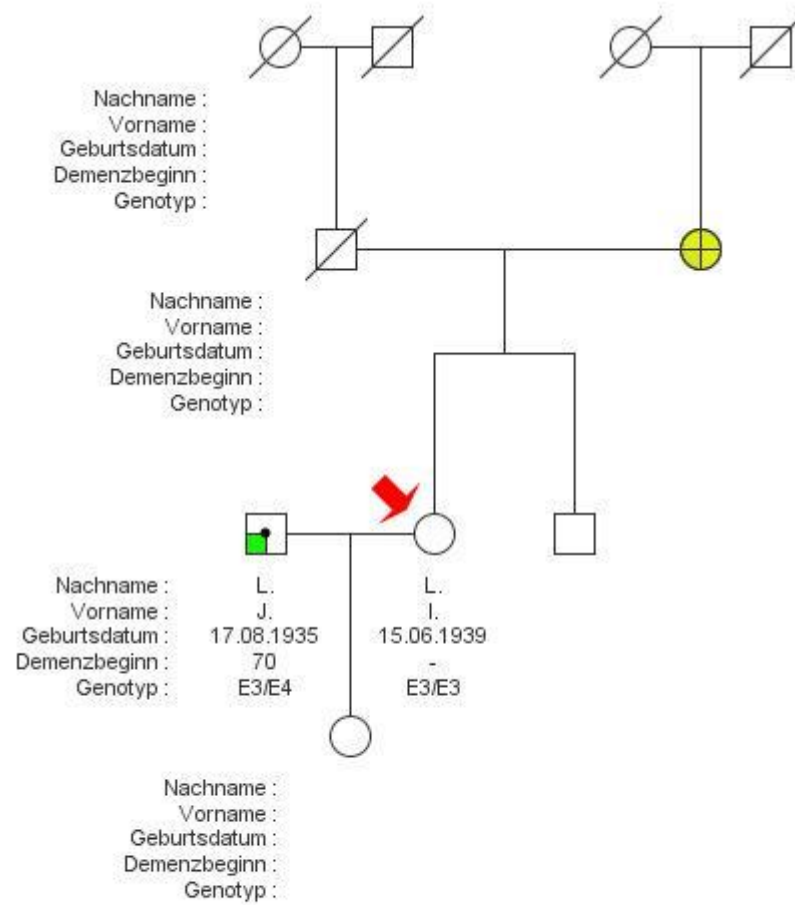 Nachname :
Vorname :
Geburtsdatum :
Demenzbeginn :
Genotyp :
Nachname :
Vorname :
Geburtsdatum :
Demenzbeginn :
Genotyp :
Nachname : L. L.
Vorname : J. I.
Geburtsdatum : 17.08.1935 15.06.1939
Demenzbeginn : 70 -
Genotyp : E3/E4 E3/E3
Nachname :
Vorname :
Geburtsdatum :
Demenzbeginn :
Genotyp :